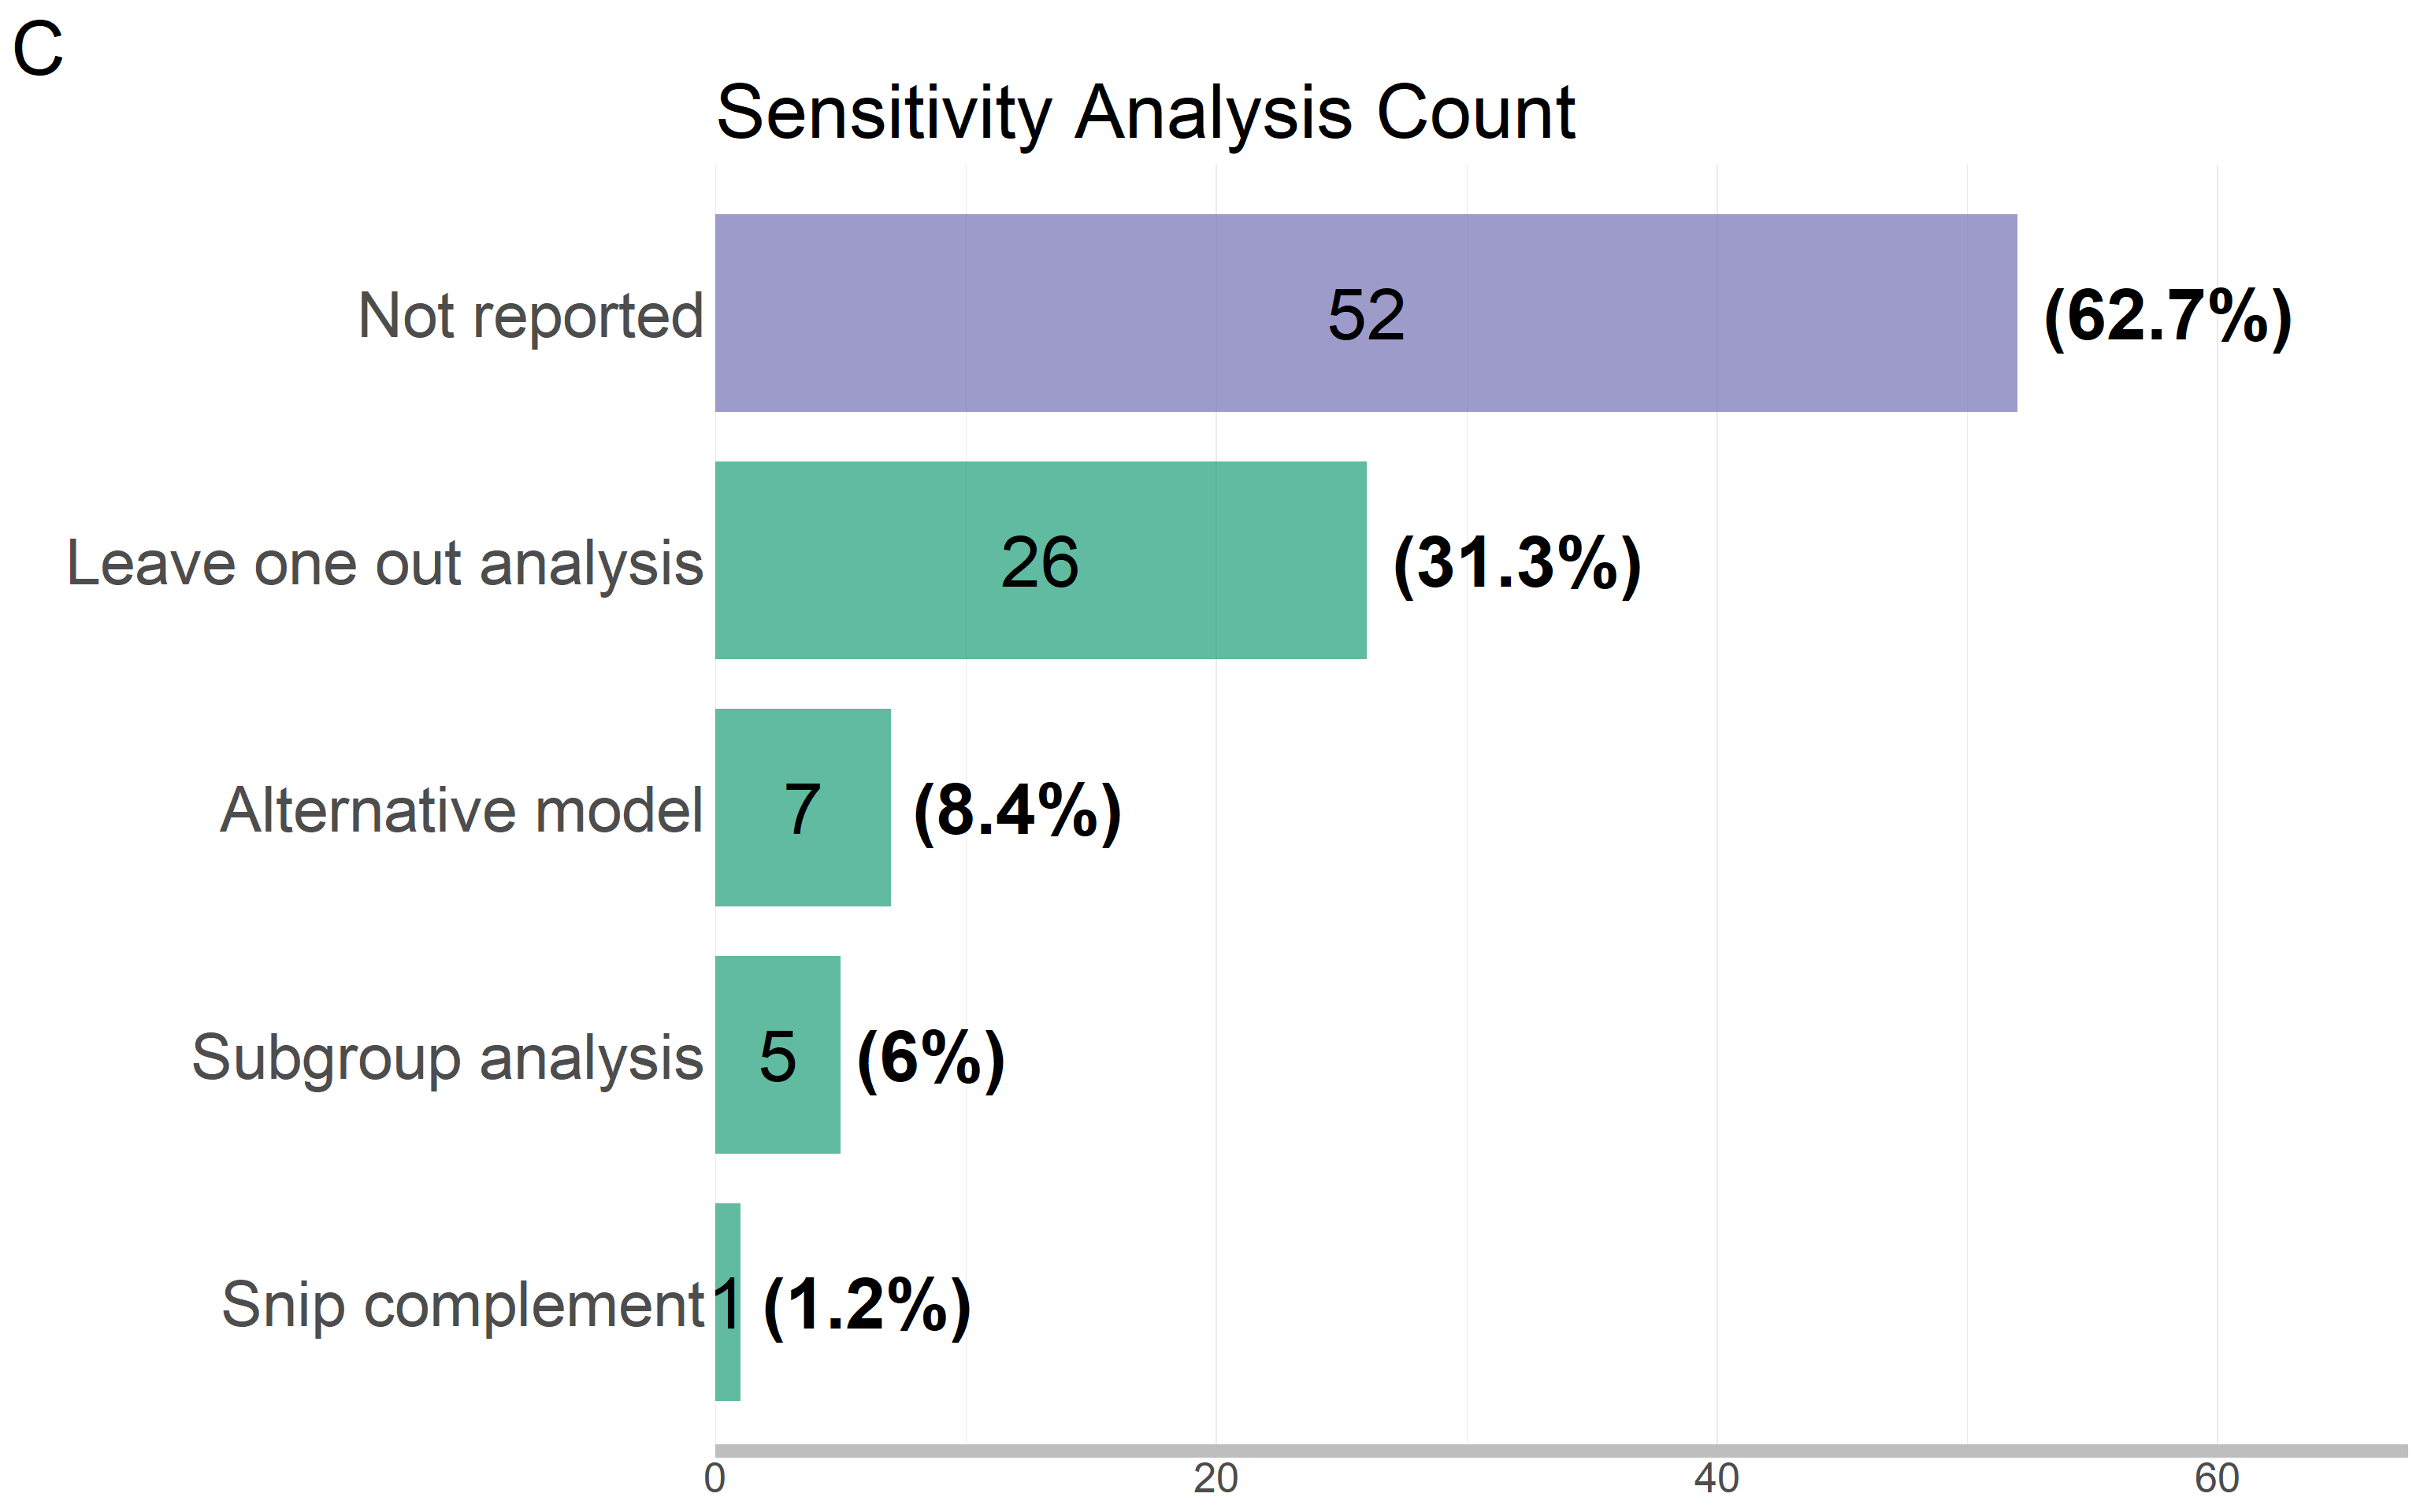 C
Sensitivity Analysis Count
Not reported 52 (62.7%)
Leave one out analysis 26 (31.3%)
Alternative model 7 (8.4%)
Subgroup analysis 5 (6%)
Snip complement 1 (1.2%)
0 20 40 60